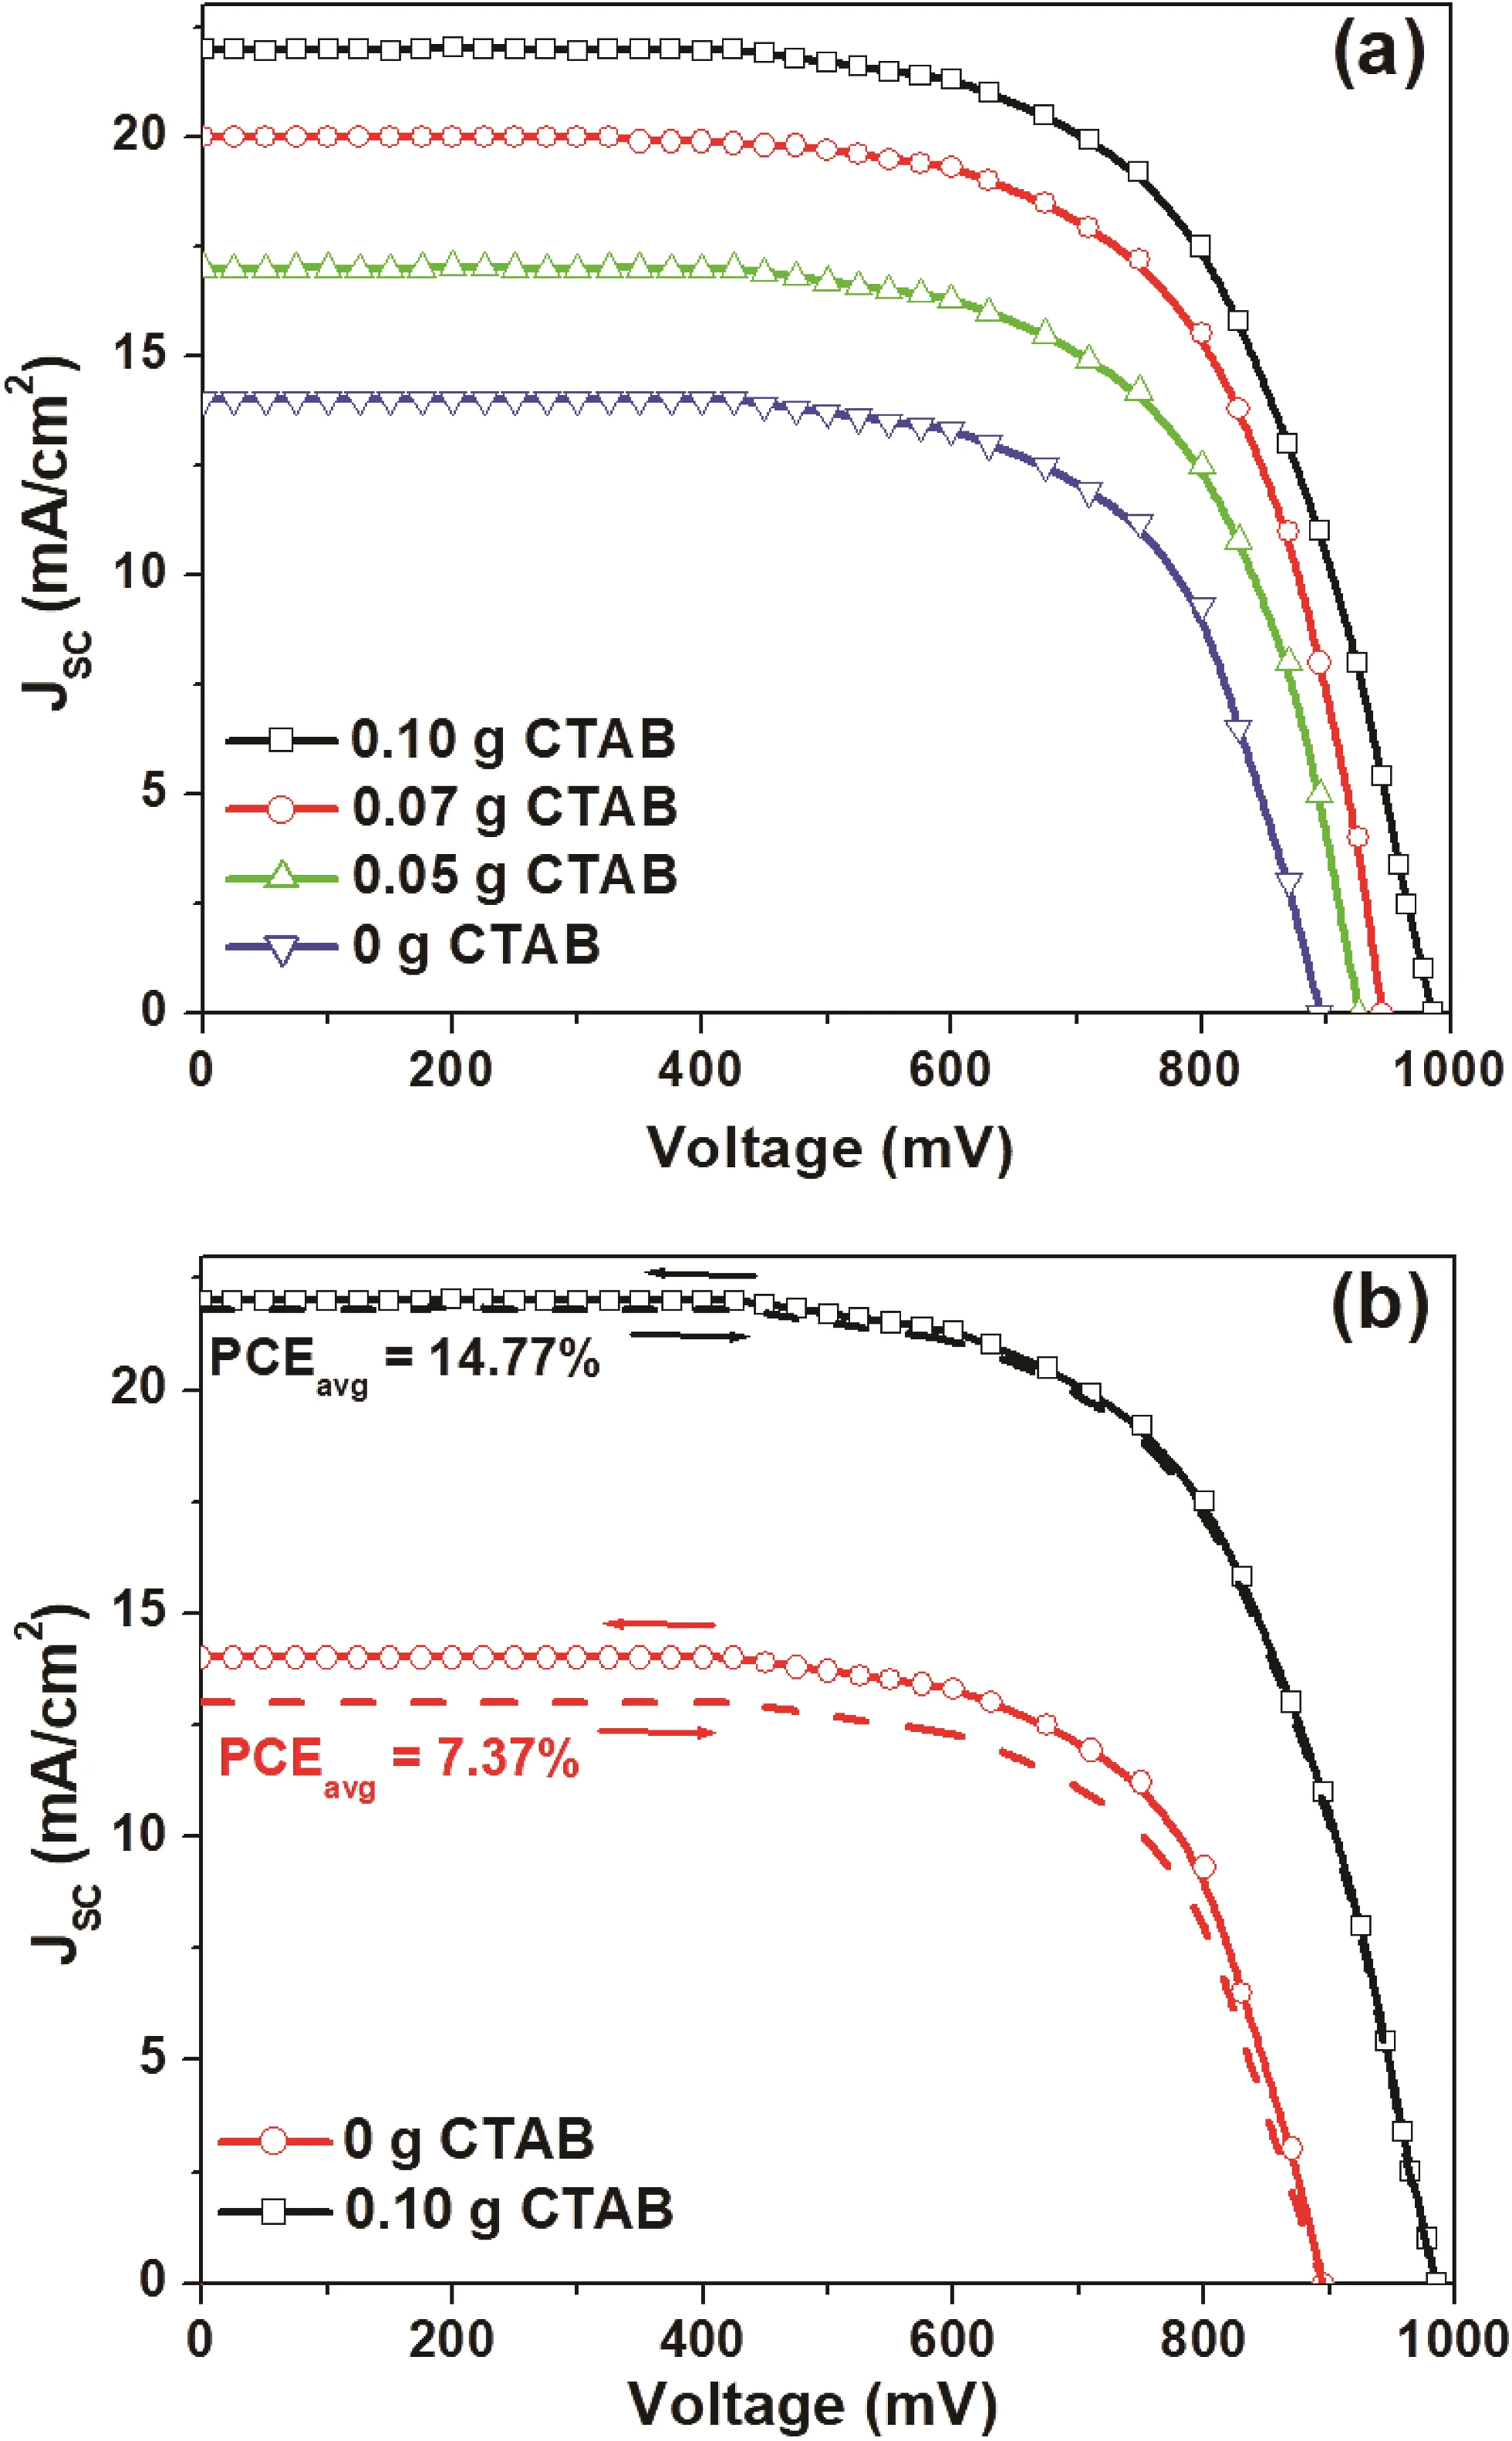 (a)
J_SC (mA/cm²)
20
15
10
5
0
0.10 g CTAB
0.07 g CTAB
0.05 g CTAB
0 g CTAB
0 200 400 600 800 1000
Voltage (mV)
(b)
J_SC (mA/cm²)
20
15
10
5
0
PCE_avg = 14.77%
PCE_avg = 7.37%
0 g CTAB
0.10 g CTAB
0 200 400 600 800 1000
Voltage (mV)